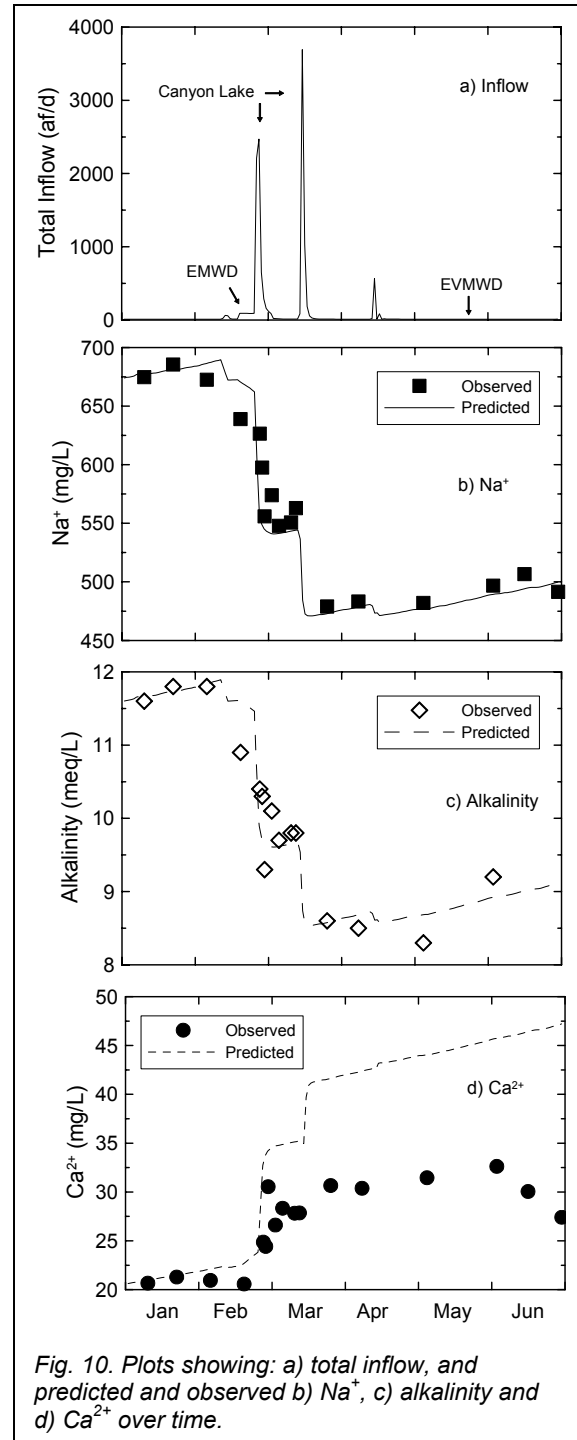 4000
3000
2000
1000
0
Total Inflow (af/d)
Canyon Lake
a) Inflow
EMWD
EVMWD
700
650
600
550
500
450
Na⁺ (mg/L)
Observed
Predicted
b) Na⁺
12
11
10
9
8
Alkalinity (meq/L)
Observed
Predicted
c) Alkalinity
50
45
40
35
30
25
20
Ca²⁺ (mg/L)
Observed
Predicted
d) Ca²⁺
Jan Feb Mar Apr May Jun
Fig. 10. Plots showing: a) total inflow, and
predicted and observed b) Na⁺, c) alkalinity and
d) Ca²⁺ over time.